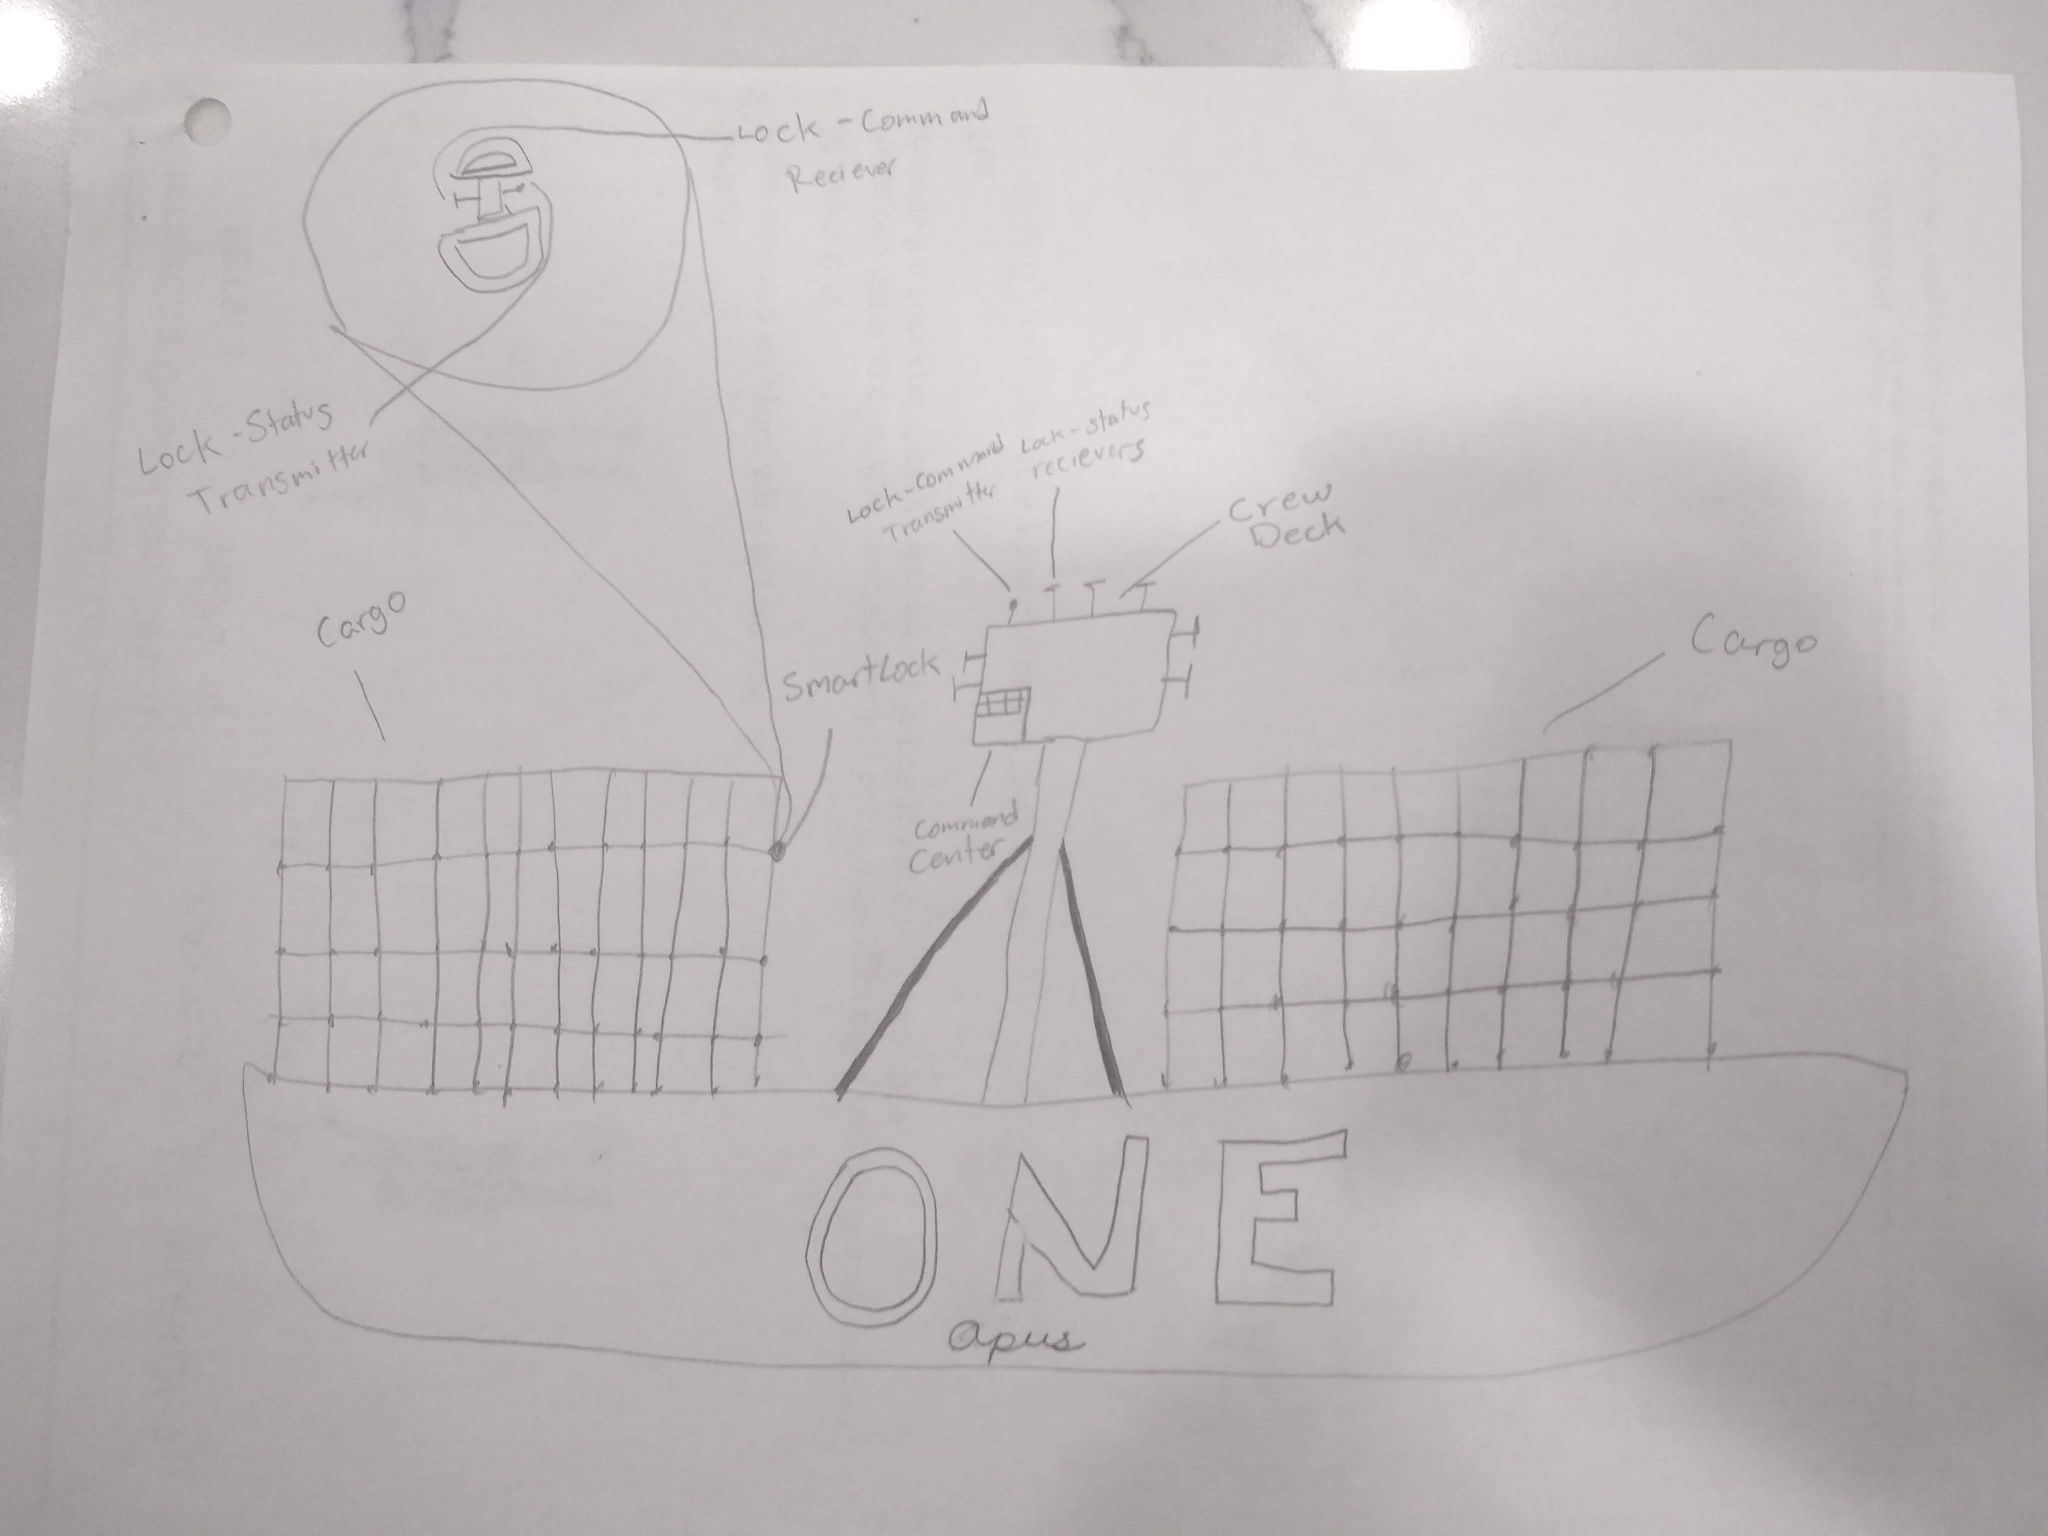 Lock-Command
Reciever
Lock-Status
Transmitter
Lock-Command
Transmitter
Lock-status
recievers
Crew
Deck
Cargo
SmartLock
Cargo
Command
Center
ONE
Apus